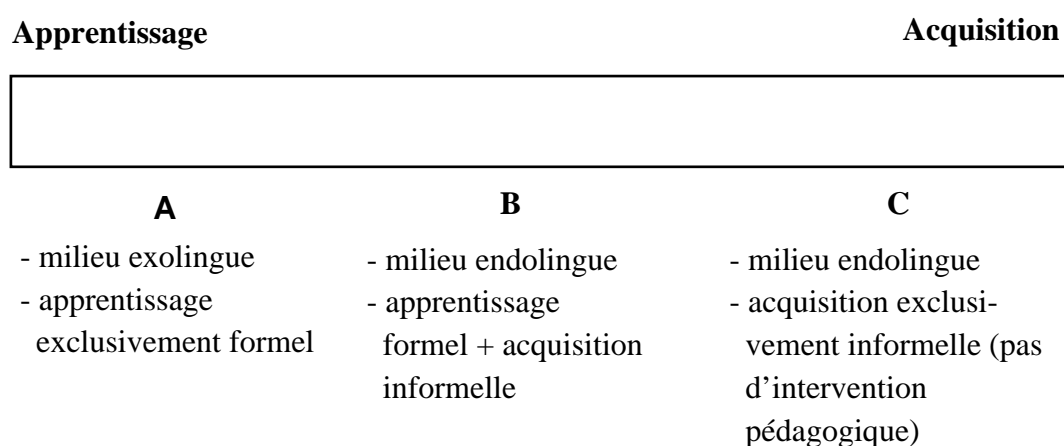 Apprentissage
Acquisition
A
- milieu exolingue
- apprentissage
exclusivement formel
B
- milieu endolingue
- apprentissage
formel + acquisition
informelle
C
- milieu endolingue
- acquisition exclusi-
vement informelle (pas
d’intervention
pédagogique)